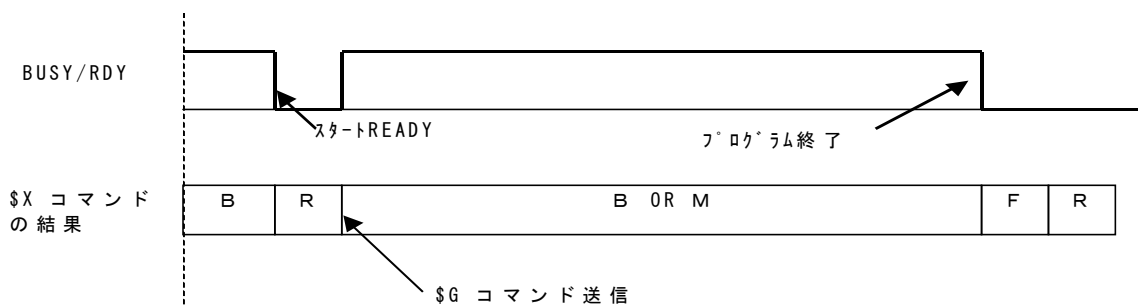 BUSY/RDY
ｽﾀｰﾄREADY
ﾌﾟﾛｸﾞﾗﾑ終了
$X コマンド
の結果
B
R
B OR M
F
R
$G コマンド送信